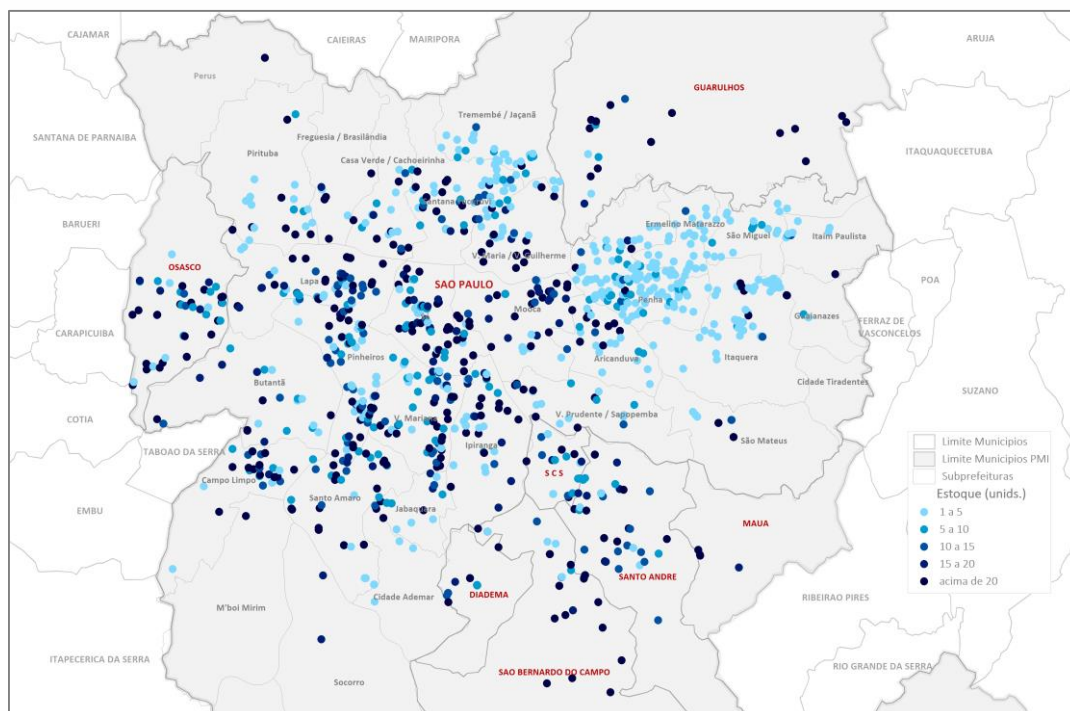 CAJAMAR
CAIEIRAS
MAIRIPORA
ARUJA
Perus
GUARULHOS
SANTANA DE PARNAIBA
Tremembé / Jaçanã
Freguesia / Brasilândia
Pirituba
Casa Verde / Cachoeirinha
ITAQUAQUECETUBA
BARUERI
Ermelino Matarazzo
São Miguel
Itaim Paulista
V. Maria / V. Guilherme
OSASCO
Lapa
SAO PAULO
POA
Penha
Mooca
CARAPICUIBA
Guaianazes
FERRAZ DE
VASCONCELOS
Pinheiros
Aricanduva
Itaquera
Butantã
Cidade Tiradentes
SUZANO
COTIA
V. Mariana
V. Prudente / Sapopemba
Ipiranga
São Mateus
TABOAO DA SERRA
S C S
Campo Limpo
Santo Amaro
Jabaquara
EMBU
MAUA
SANTO ANDRE
DIADEMA
Cidade Ademar
M'boi Mirim
RIBEIRAO PIRES
ITAPECERICA DA SERRA
SAO BERNARDO DO CAMPO
RIO GRANDE DA SERRA
Socorro
Limite Municipios
Limite Municipios PMI
Subprefeituras
Estoque (unids.)
1 a 5
5 a 10
10 a 15
15 a 20
acima de 20